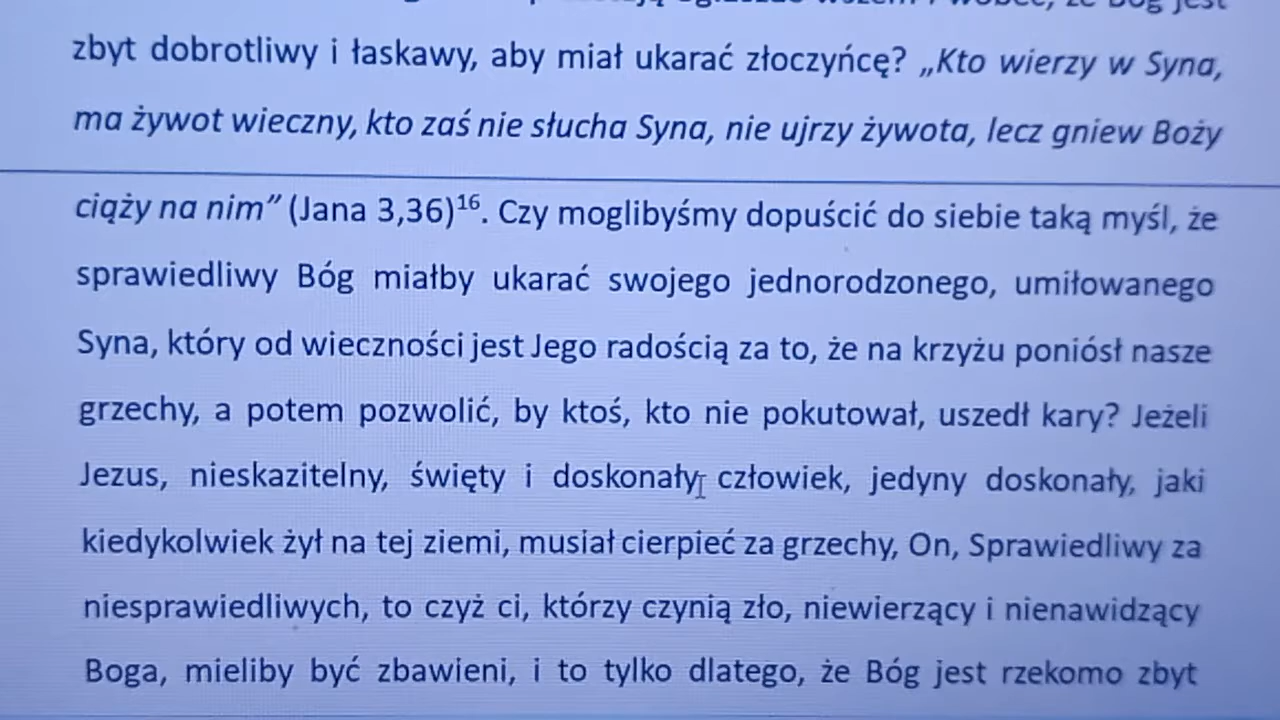 wszem i wobec, że Bóg jest
zbyt dobrotliwy i łaskawy, aby miał ukarać złoczyńcę? „Kto wierzy w Syna,
ma żywot wieczny, kto zaś nie słucha Syna, nie ujrzy żywota, lecz gniew Boży
ciąży na nim” (Jana 3,36)¹⁶. Czy moglibyśmy dopuścić do siebie taką myśl, że
sprawiedliwy Bóg miałby ukarać swojego jednorodzonego, umiłowanego
Syna, który od wieczności jest Jego radością za to, że na krzyżu poniósł nasze
grzechy, a potem pozwolić, by ktoś, kto nie pokutował, uszedł kary? Jeżeli
Jezus, nieskazitelny, święty i doskonały człowiek, jedyny doskonały, jaki
kiedykolwiek żył na tej ziemi, musiał cierpieć za grzechy, On, Sprawiedliwy za
niesprawiedliwych, to czyż ci, którzy czynią zło, niewierzący i nienawidzący
Boga, mieliby być zbawieni, i to tylko dlatego, że Bóg jest rzekomo zbyt